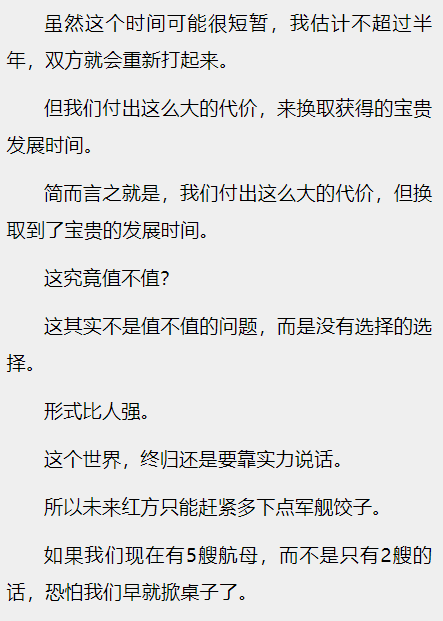 虽然这个时间可能很短暂，我估计不超过半
年，双方就会重新打起来。
但我们付出这么大的代价，来换取获得的宝贵
发展时间。
简而言之就是，我们付出这么大的代价，但换
取到了宝贵的发展时间。
这究竟值不值？
这其实不是值不值的问题，而是没有选择的选
择。
形式比人强。
这个世界，终归还是要靠实力说话。
所以未来红方只能赶紧多下点军舰饺子。
如果我们现在有5艘航母，而不是只有2艘的
话，恐怕我们早就掀桌子了。